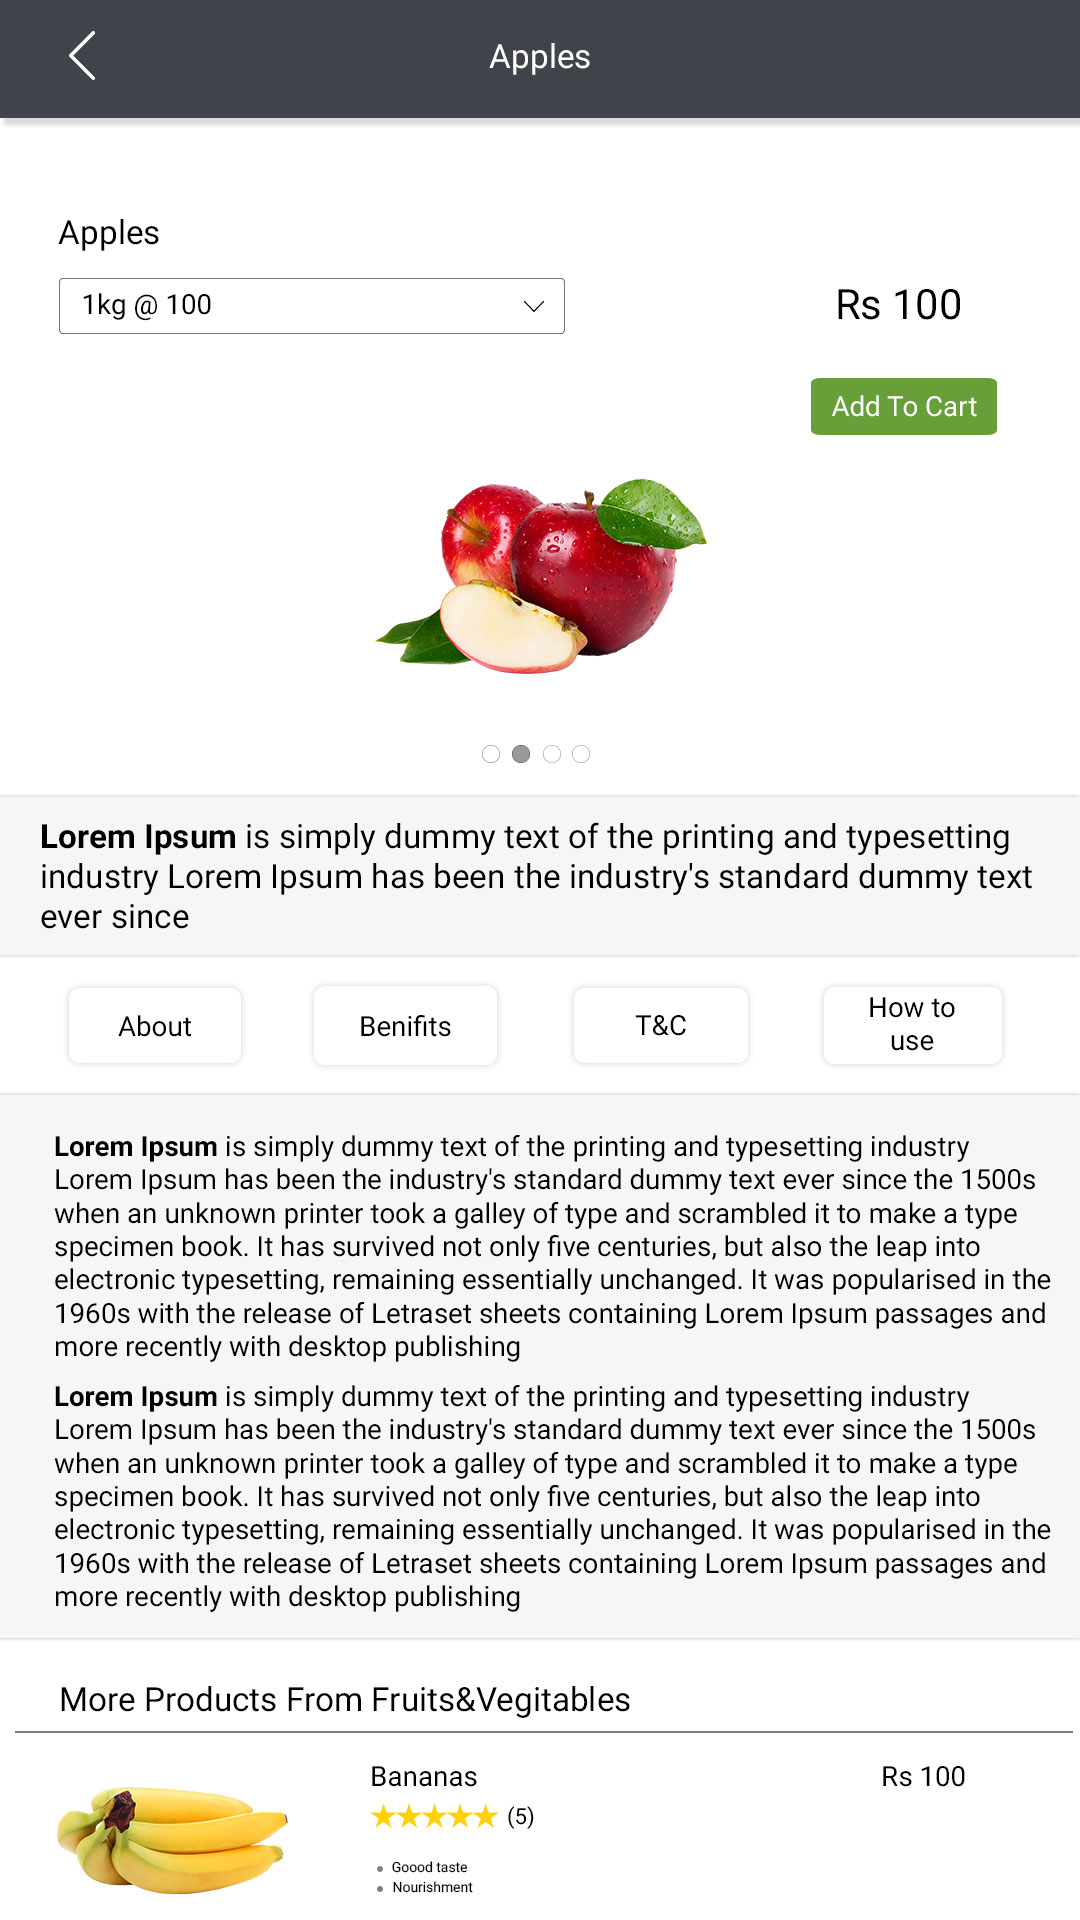 Apples
Apples
1kg @ 100
Rs 100
Add To Cart
Lorem Ipsum is simply dummy text of the printing and typesetting
industry Lorem Ipsum has been the industry's standard dummy text
ever since
About
Benifits
T&C
How to
use
Lorem Ipsum is simply dummy text of the printing and typesetting industry
Lorem Ipsum has been the industry's standard dummy text ever since the 1500s
when an unknown printer took a galley of type and scrambled it to make a type
specimen book. It has survived not only five centuries, but also the leap into
electronic typesetting, remaining essentially unchanged. It was popularised in the
1960s with the release of Letraset sheets containing Lorem Ipsum passages and
more recently with desktop publishing
Lorem Ipsum is simply dummy text of the printing and typesetting industry
Lorem Ipsum has been the industry's standard dummy text ever since the 1500s
when an unknown printer took a galley of type and scrambled it to make a type
specimen book. It has survived not only five centuries, but also the leap into
electronic typesetting, remaining essentially unchanged. It was popularised in the
1960s with the release of Letraset sheets containing Lorem Ipsum passages and
more recently with desktop publishing
More Products From Fruits&Vegitables
Bananas
Rs 100
(5)
Goood taste
Nourishment